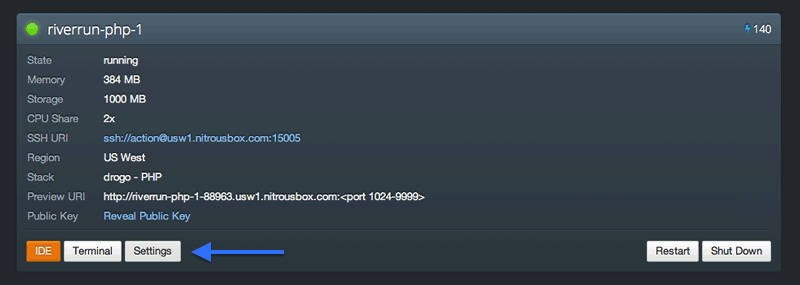 riverrun-php-1 140
State running
Memory 384 MB
Storage 1000 MB
CPU Share 2x
SSH URI ssh://action@usw1.nitrousbox.com:15005
Region US West
Stack drogo - PHP
Preview URI http://riverrun-php-1-88963.usw1.nitrousbox.com:<port 1024-9999>
Public Key Reveal Public Key
IDE Terminal Settings Restart Shut Down